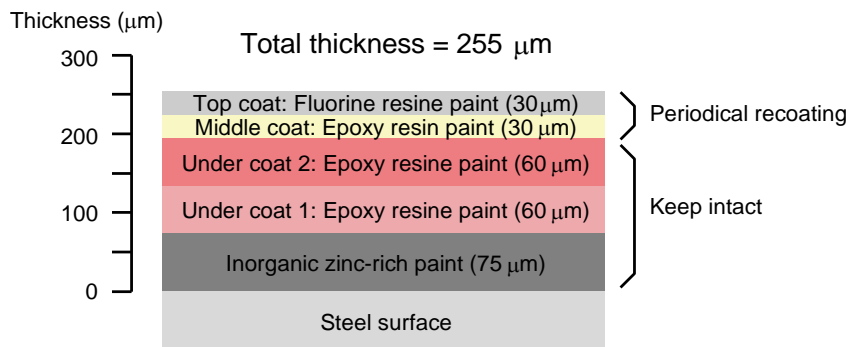 Thickness (μm)
Total thickness = 255 μm
300
200
100
0
Top coat: Fluorine resine paint (30μm)
Middle coat: Epoxy resin paint (30 μm)
Under coat 2: Epoxy resine paint (60 μm)
Under coat 1: Epoxy resine paint (60 μm)
Inorganic zinc-rich paint (75 μm)
Steel surface
Periodical recoating
Keep intact